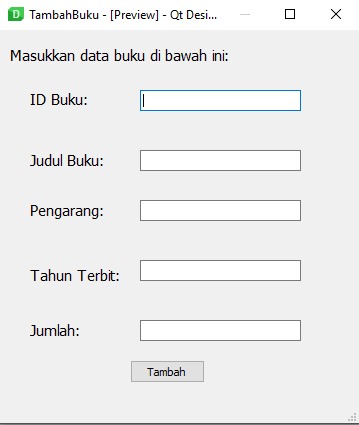 TambahBuku - [Preview] - Qt Desi...
Masukkan data buku di bawah ini:
ID Buku:
Judul Buku:
Pengarang:
Tahun Terbit:
Jumlah:
Tambah